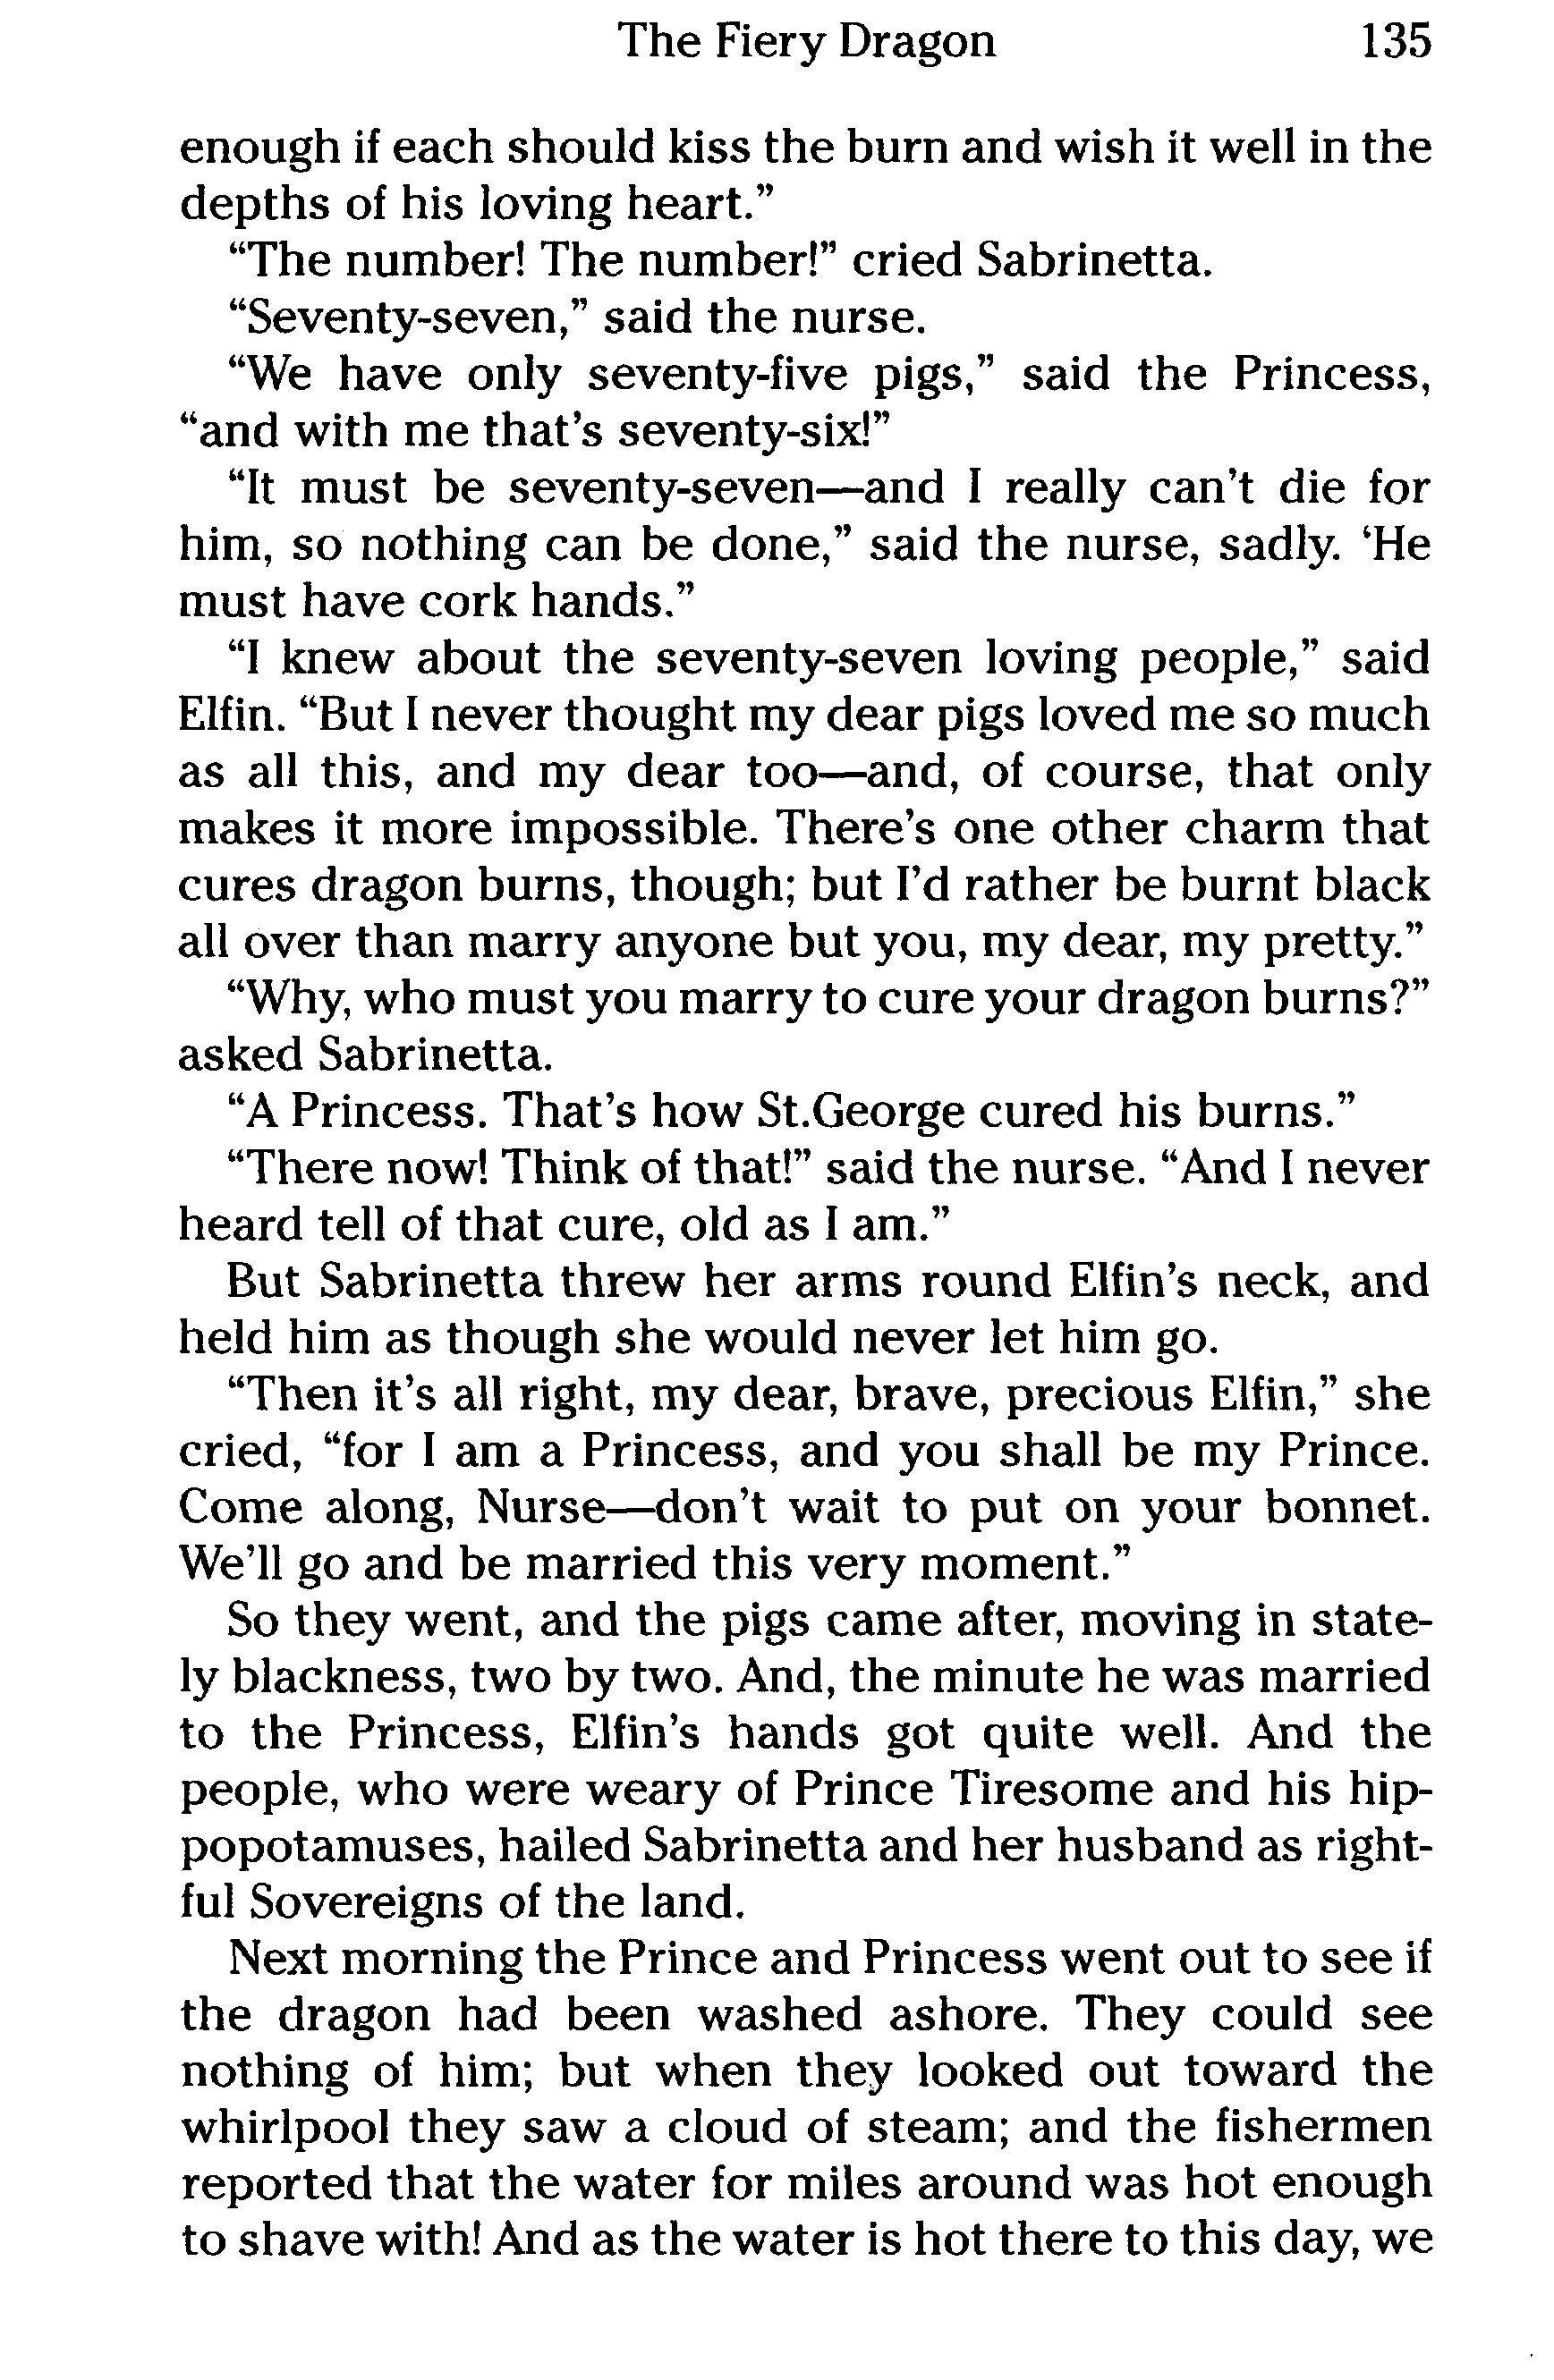 The Fiery Dragon 135
enough if each should kiss the burn and wish it well in the
depths of his loving heart.”
“The number! The number!” cried Sabrinetta.
“Seventy-seven,” said the nurse.
“We have only seventy-five pigs,” said the Princess,
“and with me that’s seventy-six!”
“It must be seventy-seven—and I really can’t die for
him, so nothing can be done,” said the nurse, sadly. ‘He
must have cork hands.”
“I knew about the seventy-seven loving people,” said
Elfin. “But I never thought my dear pigs loved me so much
as all this, and my dear too—and, of course, that only
makes it more impossible. There’s one other charm that
cures dragon burns, though; but I’d rather be burnt black
all over than marry anyone but you, my dear, my pretty.”
“Why, who must you marry to cure your dragon burns?”
asked Sabrinetta.
“A Princess. That’s how St.George cured his burns.”
“There now! Think of that!” said the nurse. “And I never
heard tell of that cure, old as I am.”
But Sabrinetta threw her arms round Elfin’s neck, and
held him as though she would never let him go.
“Then it’s all right, my dear, brave, precious Elfin,” she
cried, “for I am a Princess, and you shall be my Prince.
Come along, Nurse—don’t wait to put on your bonnet.
We’ll go and be married this very moment.”
So they went, and the pigs came after, moving in state-
ly blackness, two by two. And, the minute he was married
to the Princess, Elfin’s hands got quite well. And the
people, who were weary of Prince Tiresome and his hip-
popotamuses, hailed Sabrinetta and her husband as right-
ful Sovereigns of the land.
Next morning the Prince and Princess went out to see if
the dragon had been washed ashore. They could see
nothing of him; but when they looked out toward the
whirlpool they saw a cloud of steam; and the fishermen
reported that the water for miles around was hot enough
to shave with! And as the water is hot there to this day, we